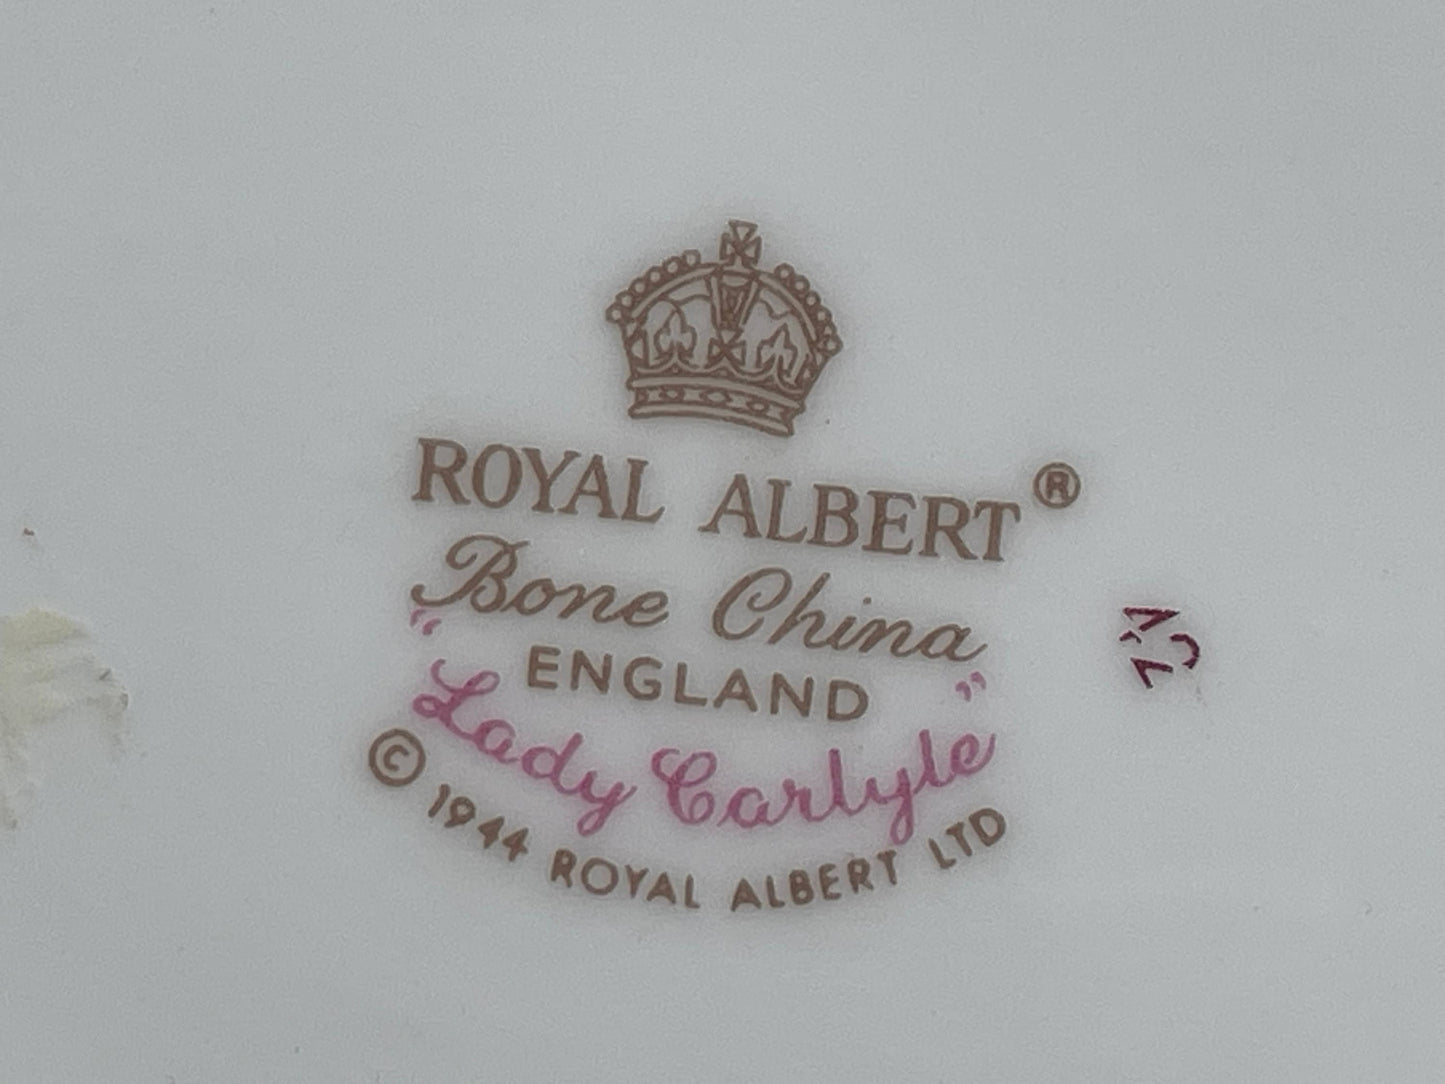 ROYAL ALBERT®
Bone China
ENGLAND
"Lady Carlyle"
© 1944 ROYAL ALBERT LTD